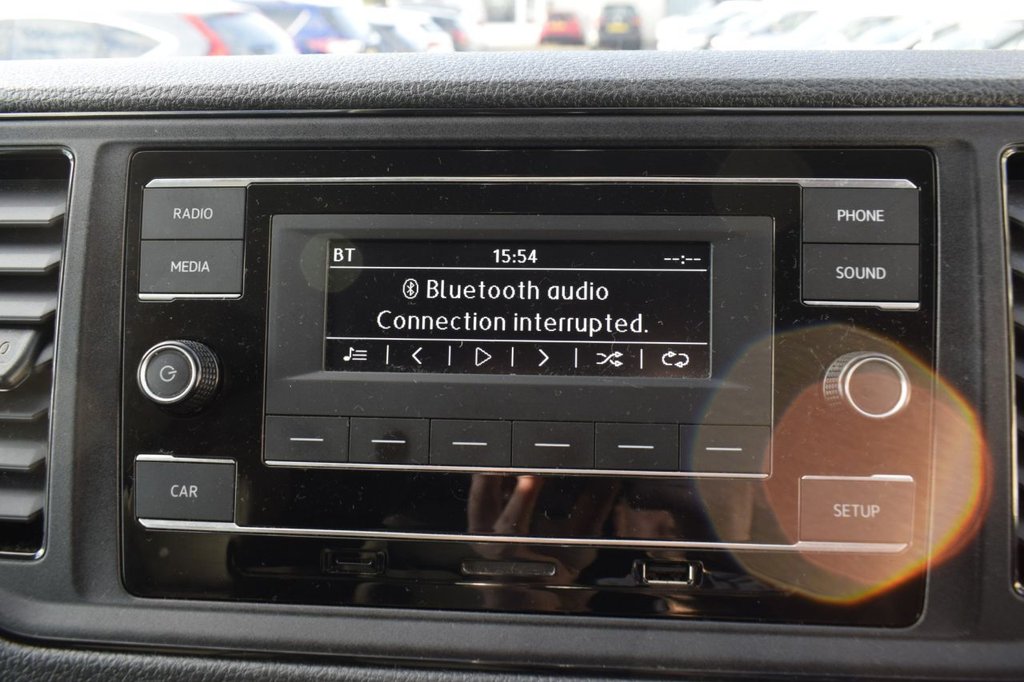 RADIO
MEDIA
PHONE
SOUND
BT 15:54 --:--
Bluetooth audio
Connection interrupted.
CAR
SETUP